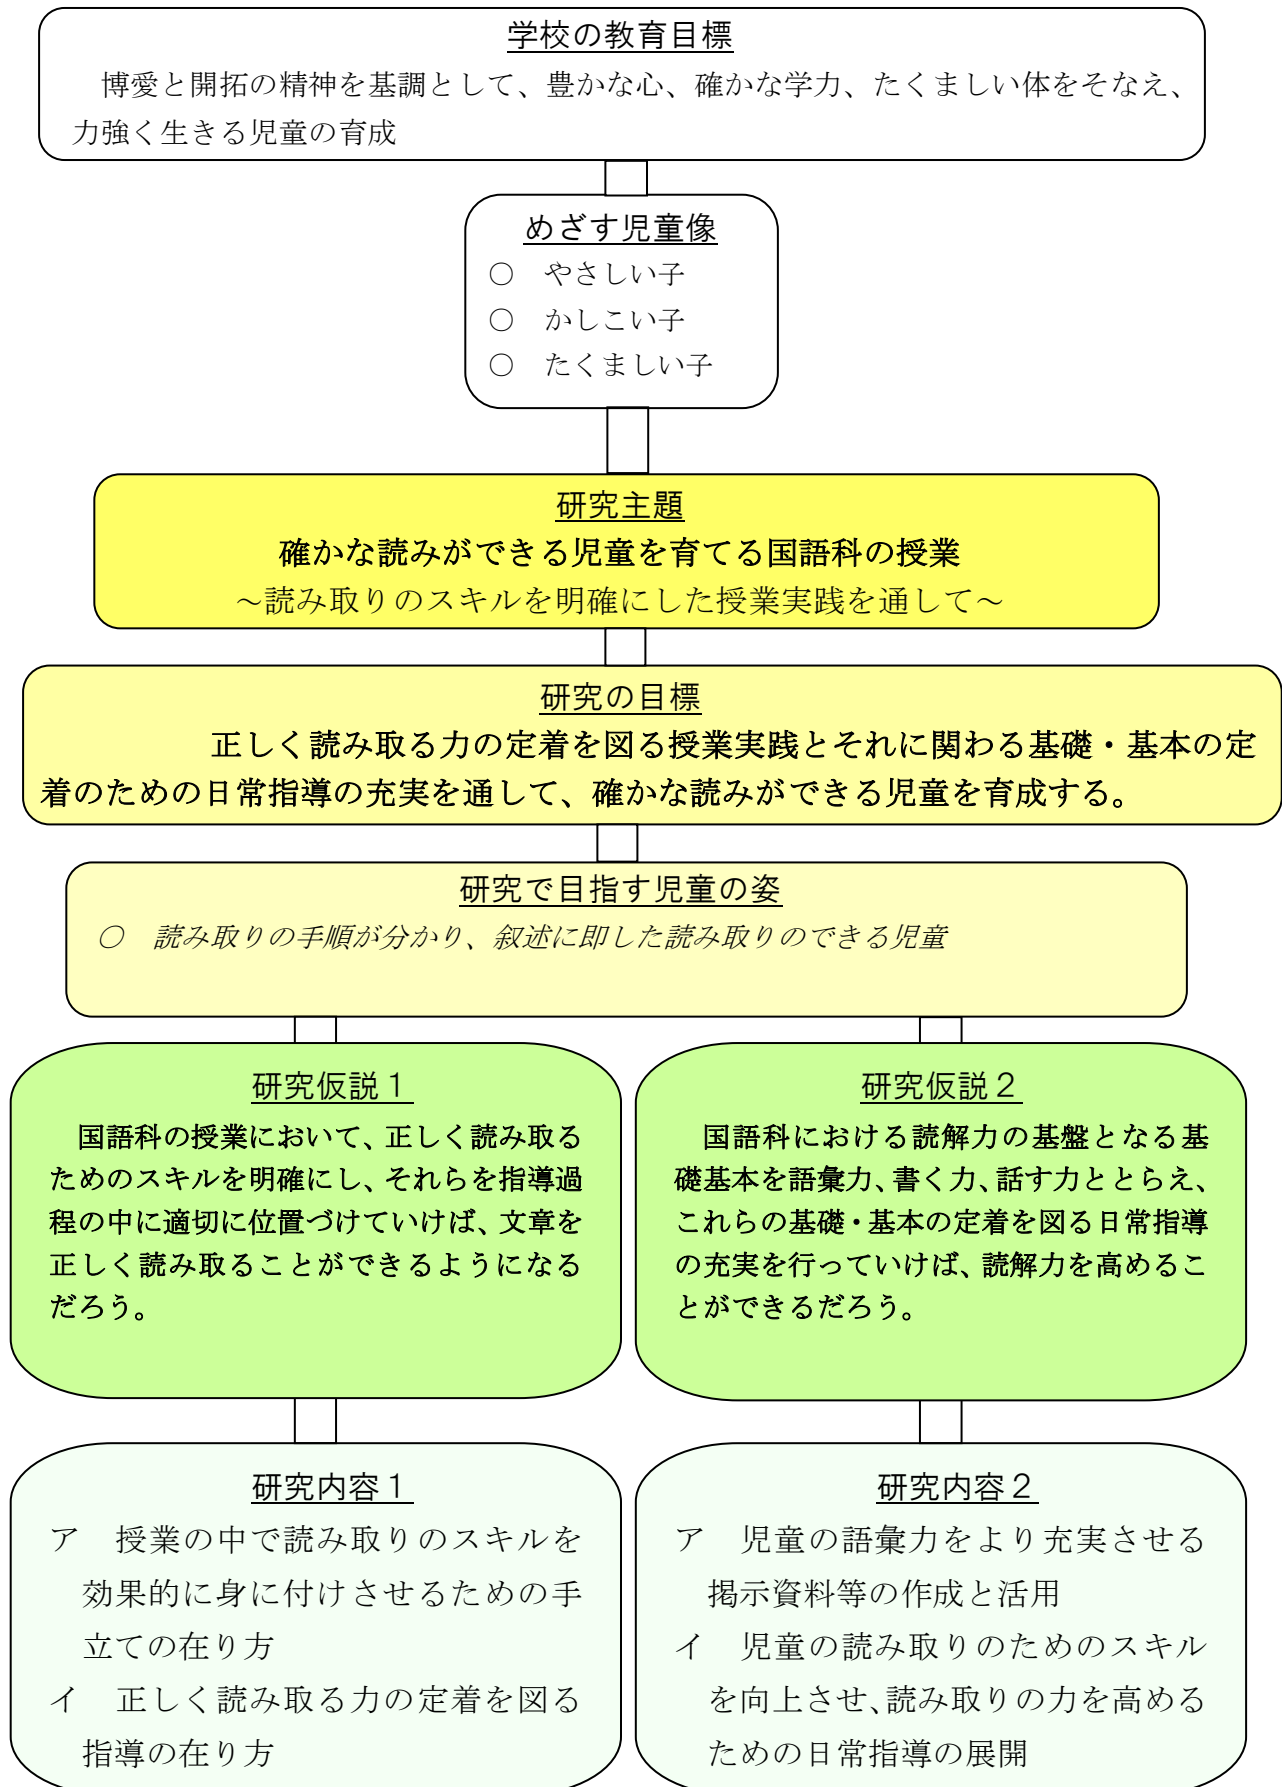 学校の教育目標
博愛と開拓の精神を基調として、豊かな心、確かな学力、たくましい体をそなえ、
力強く生きる児童の育成
めざす児童像
○　やさしい子
○　かしこい子
○　たくましい子
研究主題
確かな読みができる児童を育てる国語科の授業
～読み取りのスキルを明確にした授業実践を通して～
研究の目標
正しく読み取る力の定着を図る授業実践とそれに関わる基礎・基本の定
着のための日常指導の充実を通して、確かな読みができる児童を育成する。
研究で目指す児童の姿
○　読み取りの手順が分かり、叙述に即した読み取りのできる児童
研究仮説１
国語科の授業において、正しく読み取る
ためのスキルを明確にし、それらを指導過
程の中に適切に位置づけていけば、文章を
正しく読み取ることができるようになる
だろう。
研究仮説２
国語科における読解力の基盤となる基
礎基本を語彙力、書く力、話す力ととらえ、
これらの基礎・基本の定着を図る日常指導
の充実を行っていけば、読解力を高めるこ
とができるだろう。
研究内容１
ア　授業の中で読み取りのスキルを
効果的に身に付けさせるための手
立ての在り方
イ　正しく読み取る力の定着を図る
指導の在り方
研究内容２
ア　児童の語彙力をより充実させる
掲示資料等の作成と活用
イ　児童の読み取りのためのスキル
を向上させ、読み取りの力を高める
ための日常指導の展開